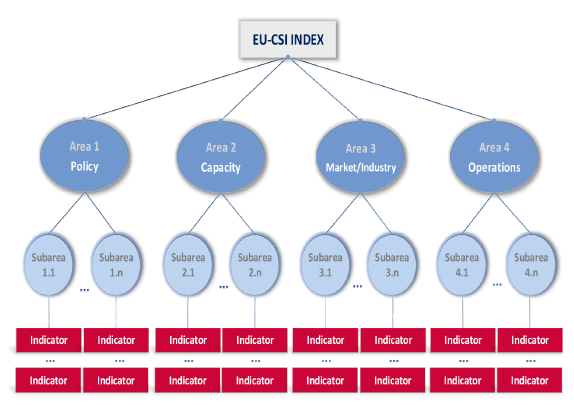 EU-CSI INDEX
Area 1
Policy
Area 2
Capacity
Area 3
Market/Industry
Area 4
Operations
Subarea
1.1
...
Subarea
1.n
Subarea
2.1
...
Subarea
2.n
Subarea
3.1
...
Subarea
3.n
Subarea
4.1
...
Subarea
4.n
Indicator Indicator Indicator Indicator Indicator Indicator Indicator Indicator
... ... ... ... ... ... ... ...
Indicator Indicator Indicator Indicator Indicator Indicator Indicator Indicator